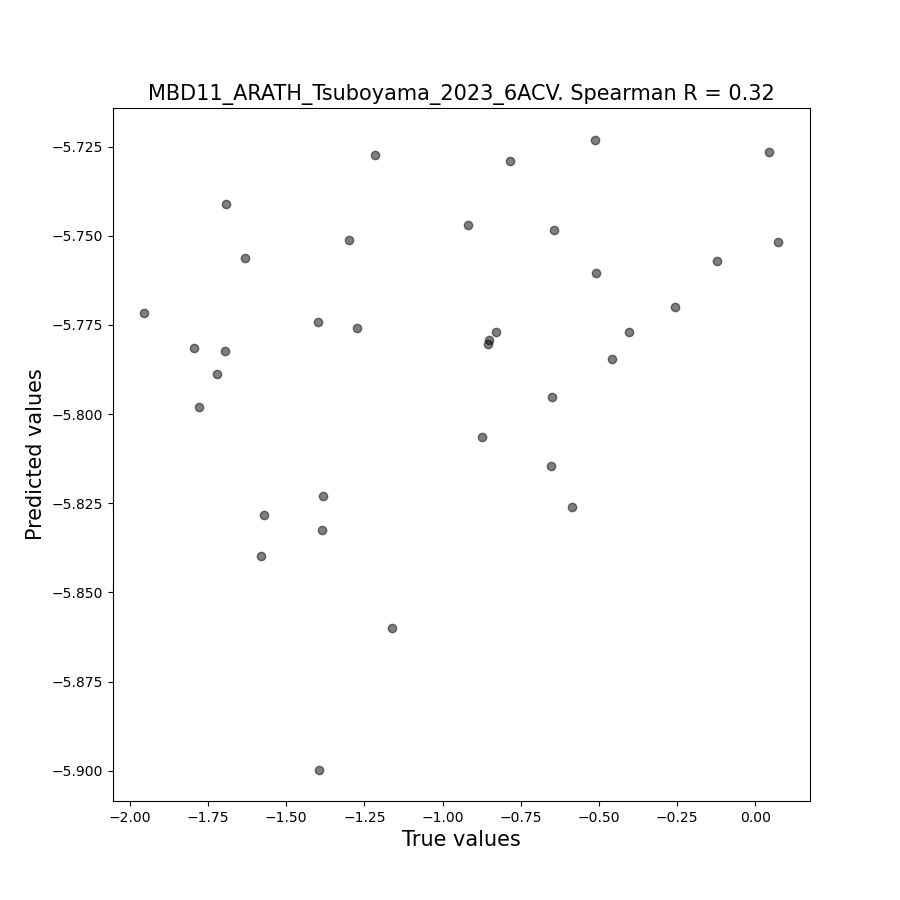 MBD11_ARATH_Tsuboyama_2023_6ACV. Spearman R = 0.32
Predicted values
−5.725
−5.750
−5.775
−5.800
−5.825
−5.850
−5.875
−5.900
−2.00 −1.75 −1.50 −1.25 −1.00 −0.75 −0.50 −0.25 0.00
True values